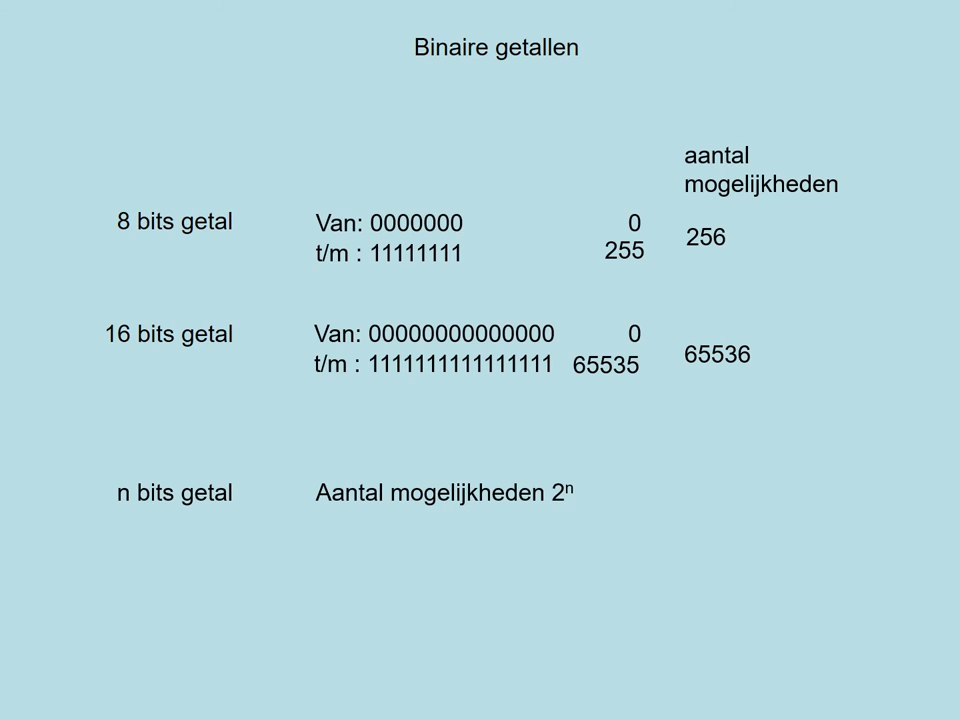 Binaire getallen
aantal
mogelijkheden
8 bits getal
Van: 0000000
0
t/m : 11111111
255
256
16 bits getal
Van: 00000000000000
0
t/m : 1111111111111111
65535
65536
n bits getal
Aantal mogelijkheden 2ⁿ